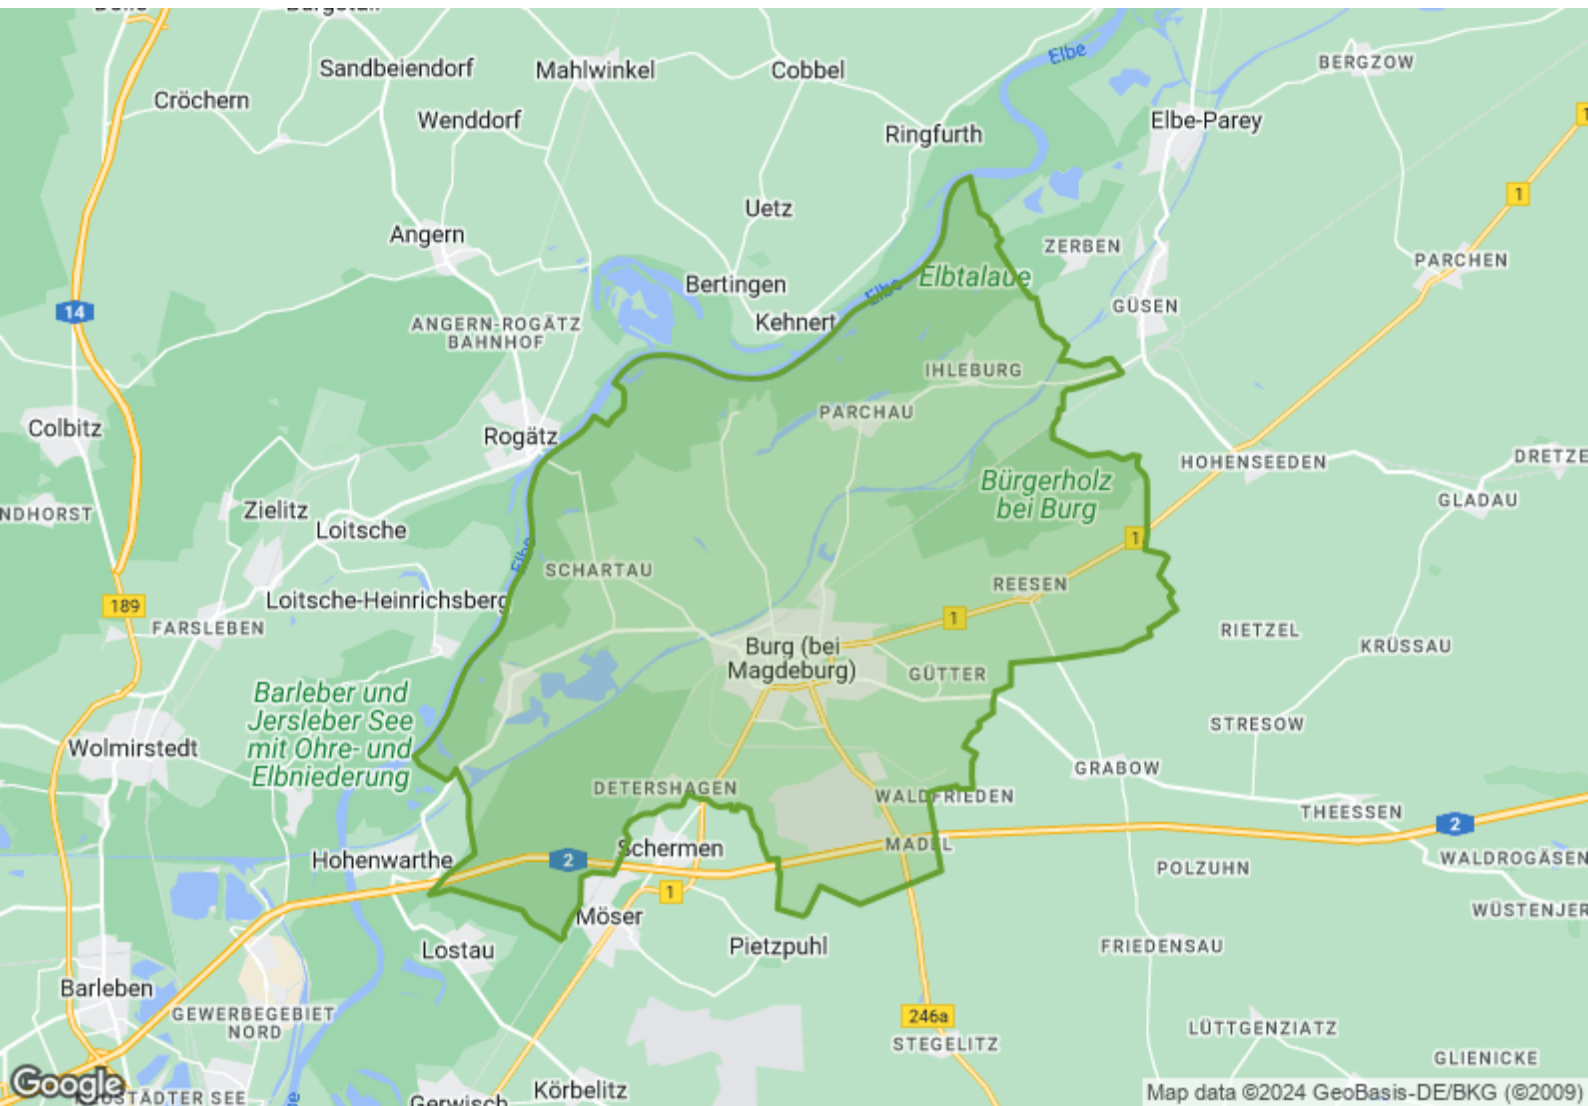 Sandbeiendorf
Mahlwinkel
Cobbel
Elbe
BERGZOW
Cröchern
Wenddorf
Ringfurth
Elbe-Parey
1
Uetz
Angern
ZERBEN
PARCHEN
Elbtalaue
Bertingen
Elbe
14
GÜSEN
ANGERN-ROGÄTZ
BAHNHOF
Kehnert
IHLEBURG
PARCHAU
Colbitz
Rogätz
HOHENSEEDEN
DRETZE
Bürgerholz
bei Burg
GLADAU
Zielitz
NDHORST
Loitsche
1
Elbe
SCHARTAU
REESEN
Loitsche-Heinrichsberg
189
1
FARSLEBEN
RIETZEL
Burg (bei
Magdeburg)
KRÜSSAU
GÜTTER
Barleber und
Jersleber See
mit Ohre- und
Elbniederung
STRESOW
Wolmirstedt
GRABOW
DETERSHAGEN
WALDFRIEDEN
THEESSEN
2
Schermen
MADEL
Hohenwarthe
2
WALDROGÄSEN
POLZUHN
1
Möser
WÜSTENJER
Lostau
Pietzpuhl
FRIEDENSAU
Barleben
GEWERBEGEBIET
NORD
246a
STEGELITZ
LÜTTGENZIATZ
GLIENICKE
Google
STÄDTER SEE
Körbelitz
Map data ©2024 GeoBasis-DE/BKG (©2009)